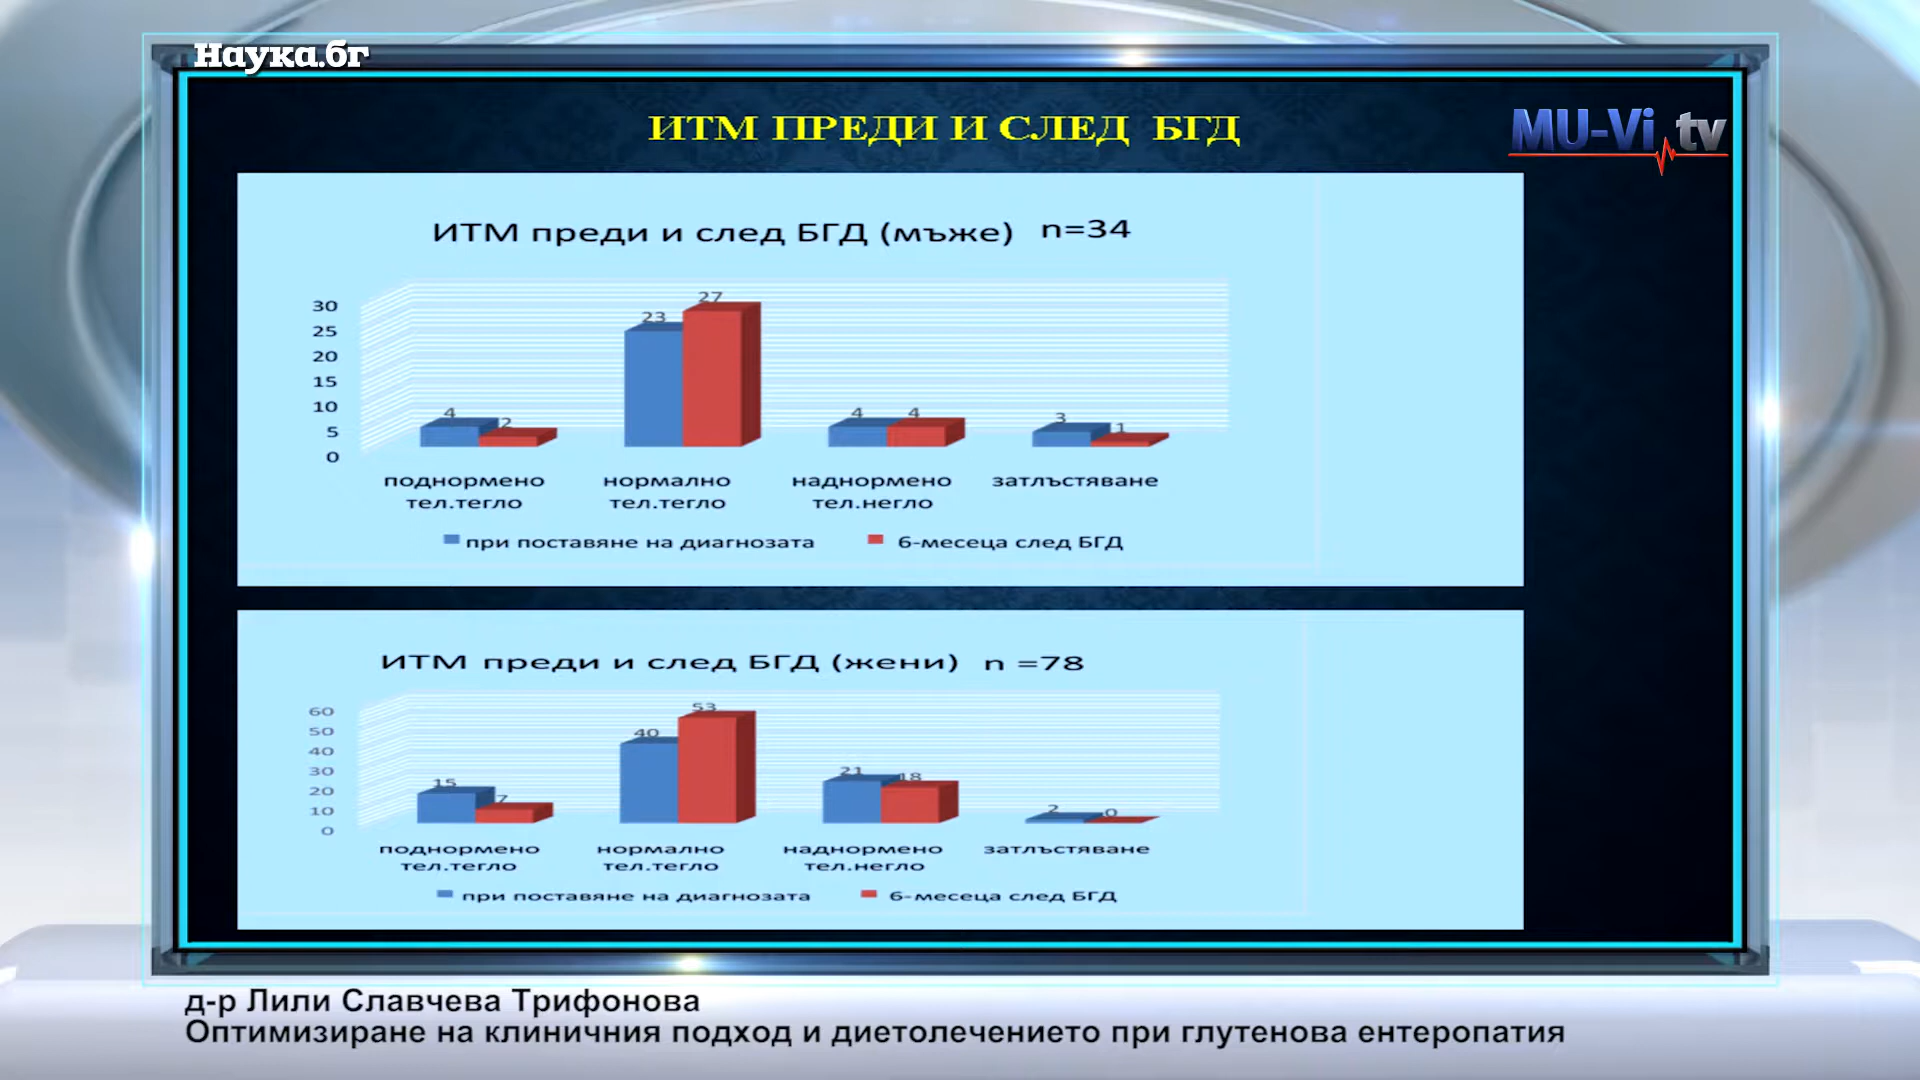 Наука.бг
MU-Vi.tv
ИТМ ПРЕДИ И СЛЕД БГД
ИТМ преди и след БГД (мъже) n=34
30
25
20
15
10
5
0
4
2
23
27
4
4
3
1
поднормено
тел.тегло
нормално
тел.тегло
наднормено
тел.негло
затлъстяване
при поставяне на диагнозата
6-месеца след БГД
ИТМ преди и след БГД (жени) n =78
60
50
40
30
20
10
0
15
7
40
53
21
18
2
0
поднормено
тел.тегло
нормално
тел.тегло
наднормено
тел.негло
затлъстяване
при поставяне на диагнозата
6-месеца след БГД
д-р Лили Славчева Трифонова
Оптимизиране на клиничния подход и диетолечението при глутенова ентеропатия